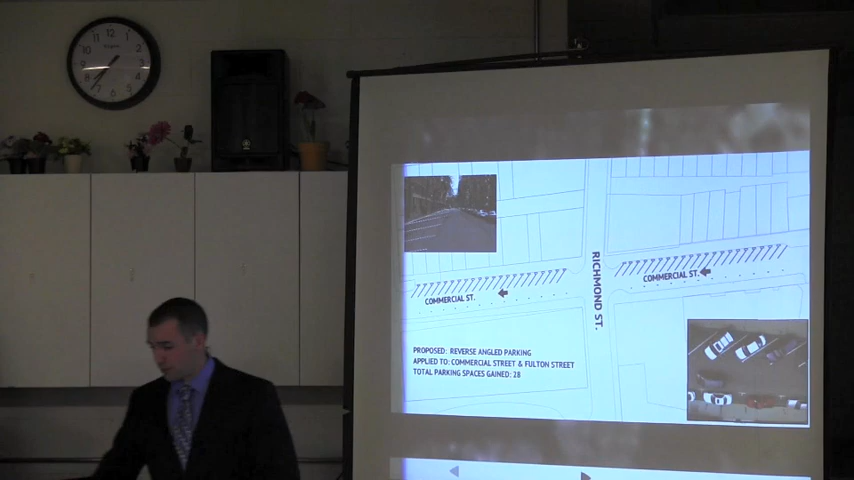 RICHMOND ST.
COMMERCIAL ST.
COMMERCIAL ST.
PROPOSED: REVERSE ANGLED PARKING
APPLIED TO: COMMERCIAL STREET & FULTON STREET
TOTAL PARKING SPACES GAINED: 28